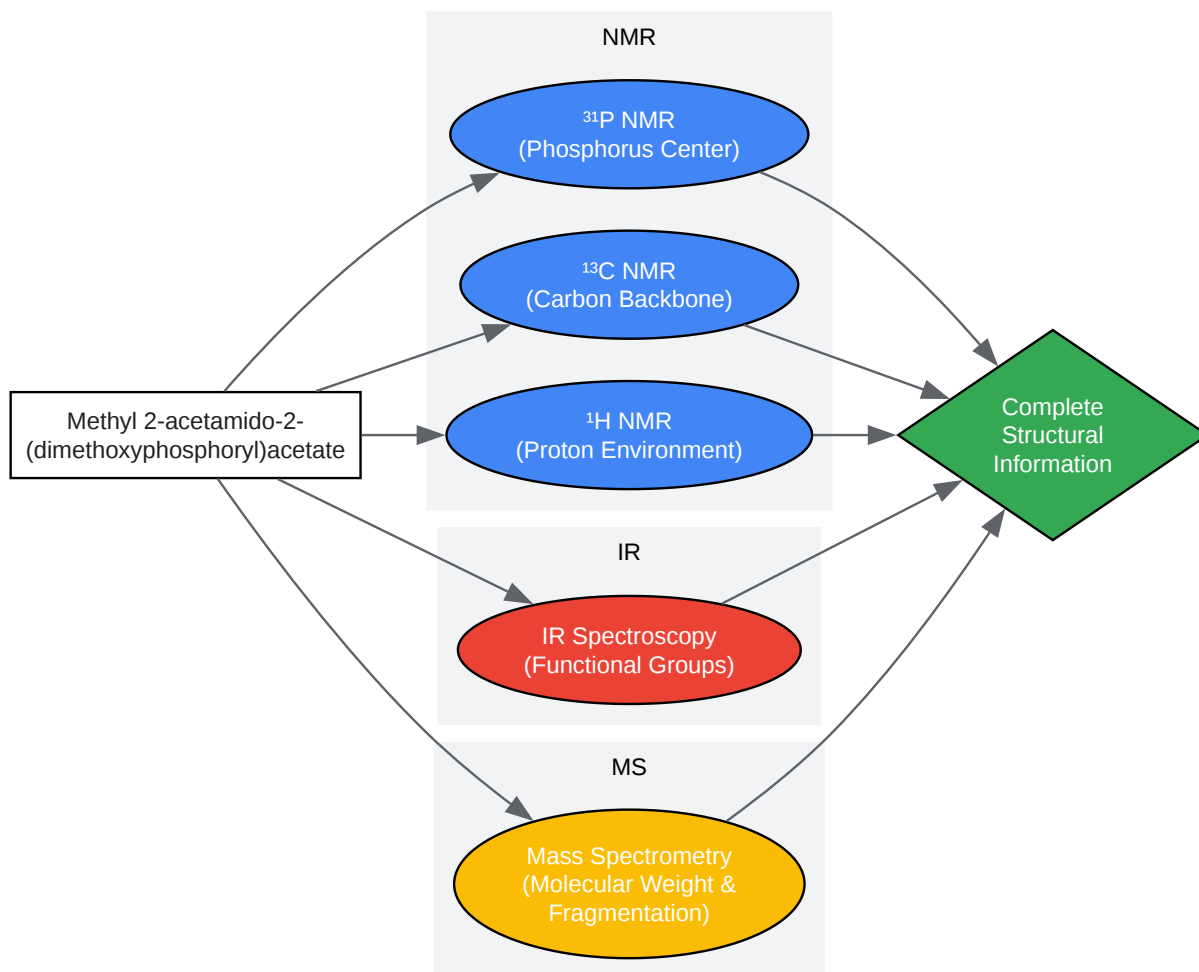 NMR
³¹P NMR
(Phosphorus Center)
¹³C NMR
(Carbon Backbone)
Methyl 2-acetamido-2-
(dimethoxyphosphoryl)acetate
¹H NMR
(Proton Environment)
Complete
Structural
Information
IR
IR Spectroscopy
(Functional Groups)
MS
Mass Spectrometry
(Molecular Weight &
Fragmentation)